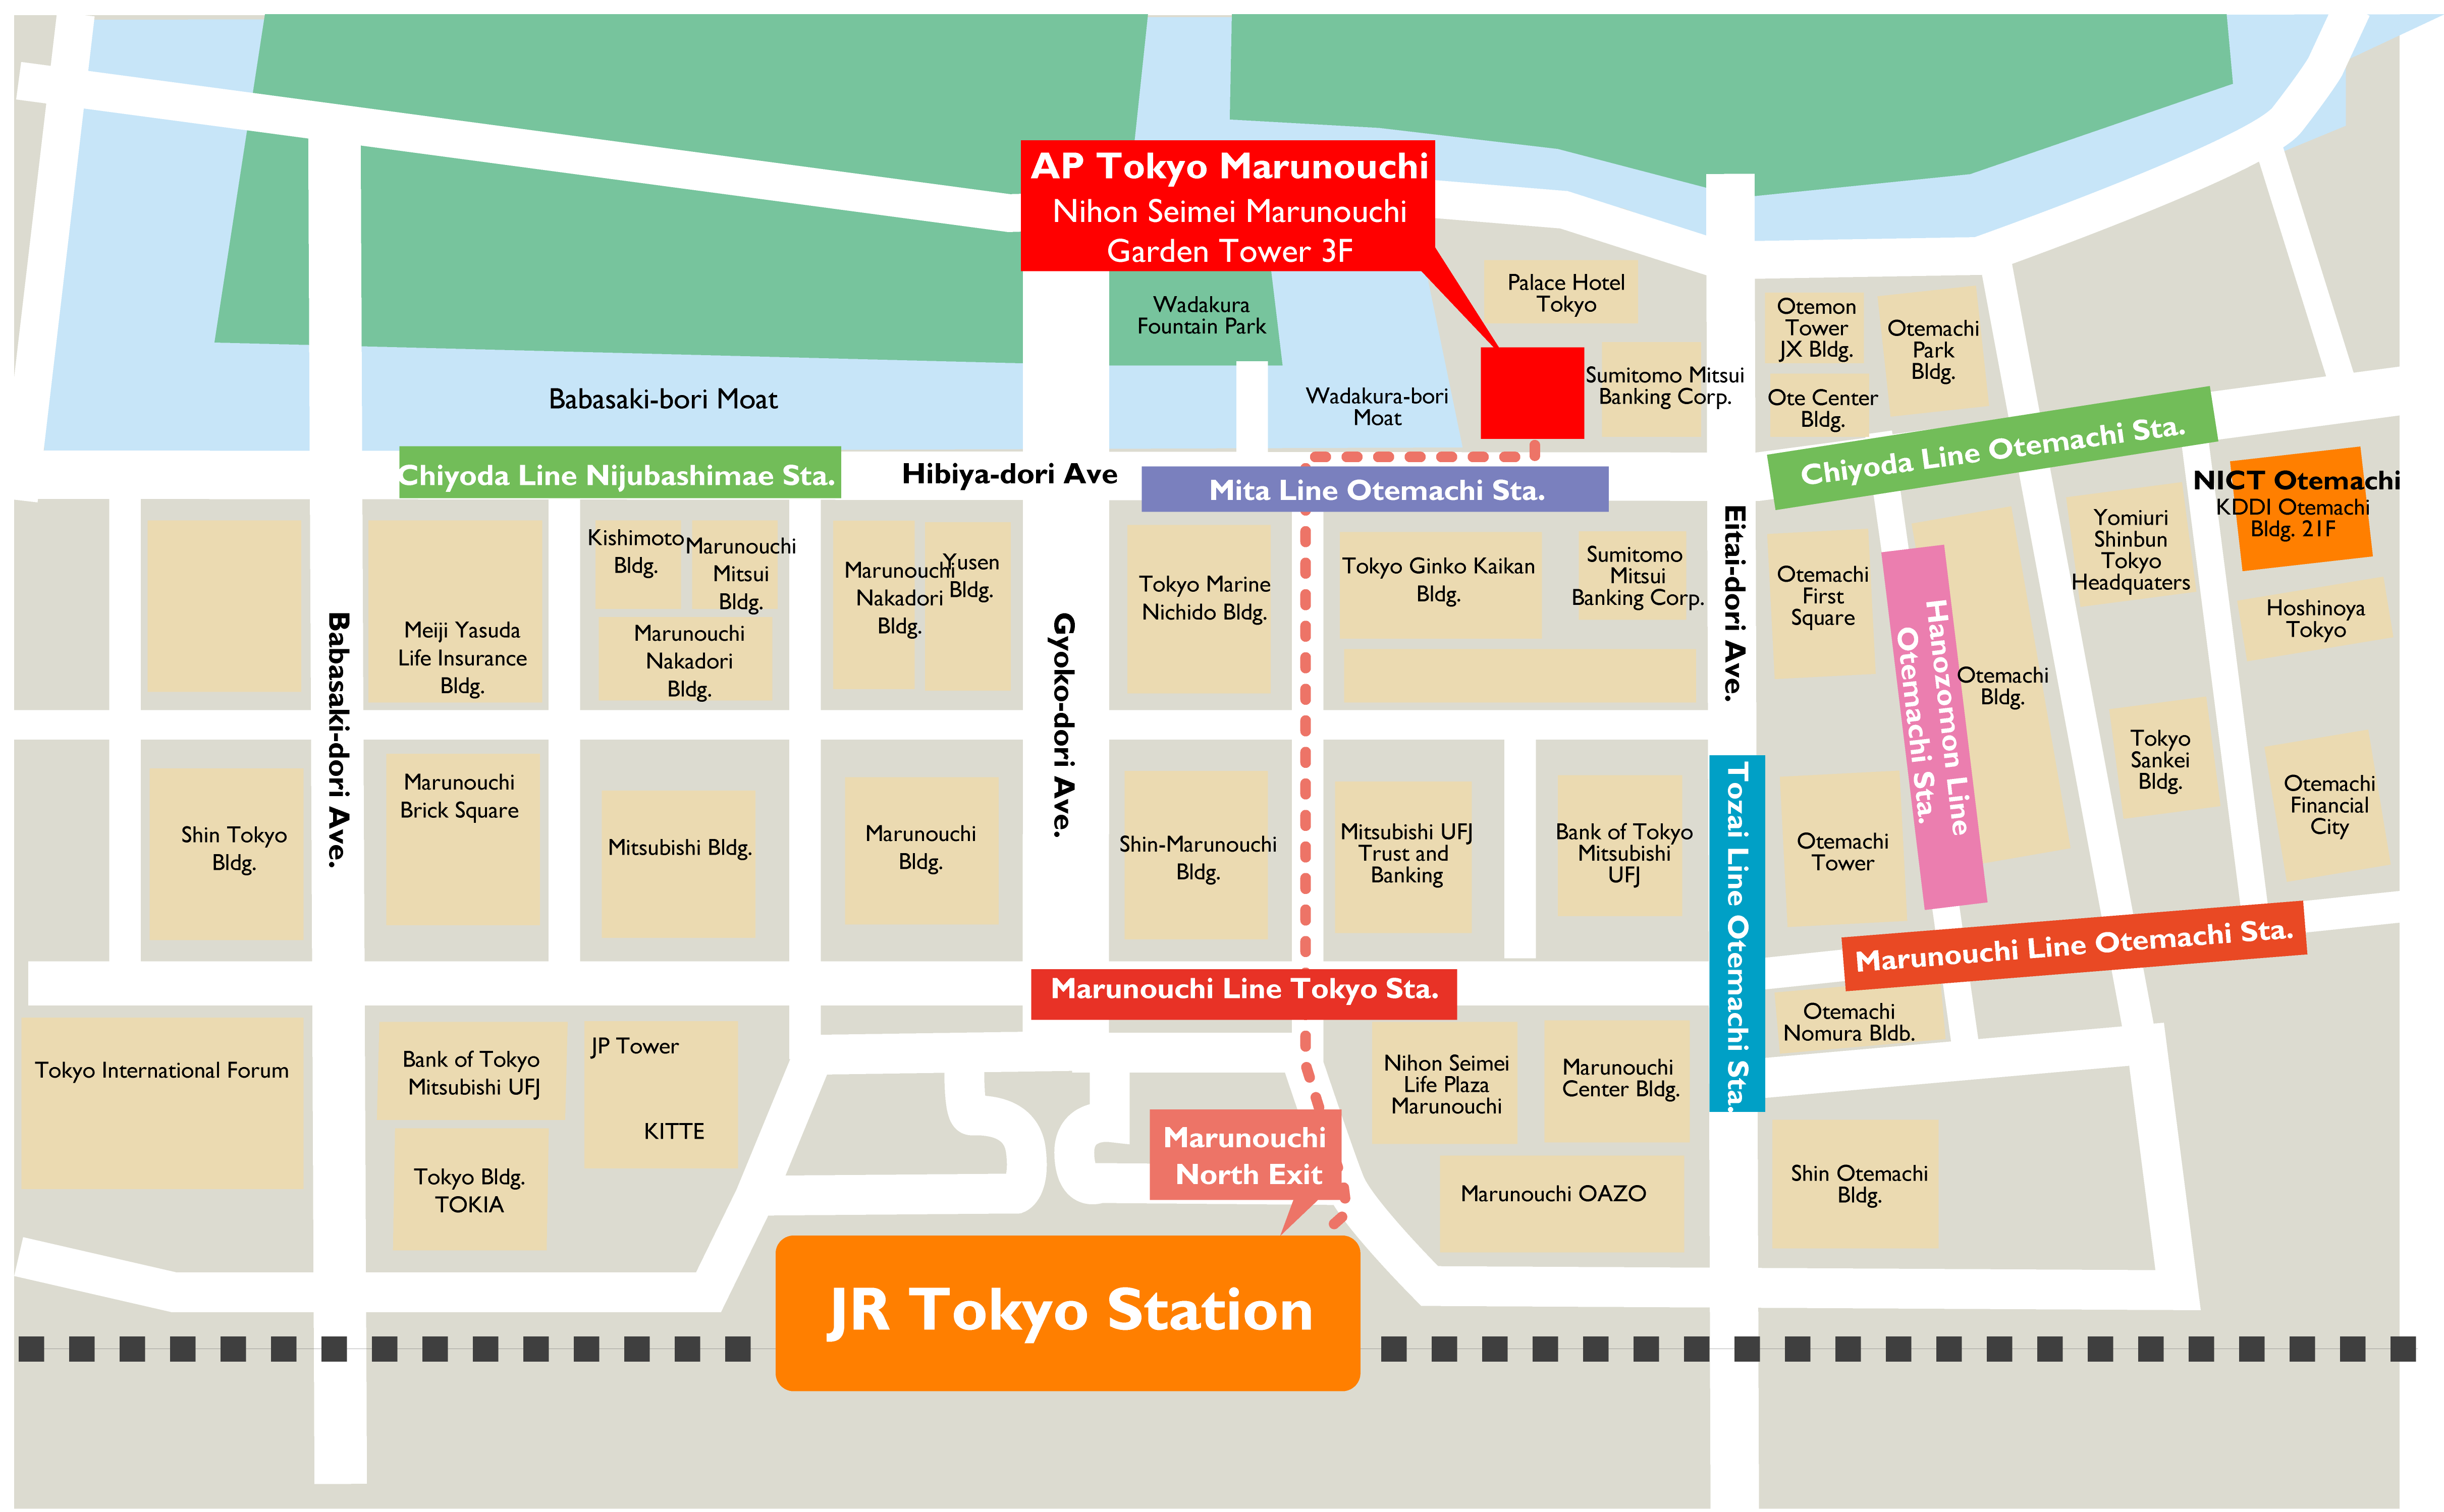 AP Tokyo Marunouchi
Nihon Seimei Marunouchi
Garden Tower 3F
Palace Hotel
Tokyo
Wadakura
Fountain Park
Otemon
Tower
JX Bldg.
Otemachi
Park
Bldg.
Babasaki-bori Moat
Wadakura-bori
Moat
Sumitomo Mitsui
Banking Corp.
Ote Center
Bldg.
Chiyoda Line Nijubashimae Sta.
Hibiya-dori Ave
Mita Line Otemachi Sta.
Chiyoda Line Otemachi Sta.
NICT Otemachi
KDDI Otemachi
Bldg. 21F
Kishimoto
Bldg.
Marunouchi
Mitsui
Bldg.
Marunouchi
Nakadori
Bldg.
Yusen
Bldg.
Tokyo Marine
Nichido Bldg.
Tokyo Ginko Kaikan
Bldg.
Sumitomo
Mitsui
Banking Corp.
Eitai-dori Ave.
Otemachi
First
Square
Yomiuri
Shinbun
Tokyo
Headquaters
Hoshinoya
Tokyo
Meiji Yasuda
Life Insurance
Bldg.
Marunouchi
Nakadori
Bldg.
Babasaki-dori Ave.
Gyoko-dori Ave.
Hanozomon Line
Otemachi Sta.
Otemachi
Bldg.
Tokyo
Sankei
Bldg.
Otemachi
Financial
City
Shin Tokyo
Bldg.
Marunouchi
Brick Square
Mitsubishi Bldg.
Marunouchi
Bldg.
Shin-Marunouchi
Bldg.
Mitsubishi UFJ
Trust and
Banking
Bank of Tokyo
Mitsubishi
UFJ
Tozai Line Otemachi Sta.
Otemachi
Tower
Marunouchi Line Otemachi Sta.
Marunouchi Line Tokyo Sta.
Otemachi
Nomura Bldb.
Tokyo International Forum
Bank of Tokyo
Mitsubishi UFJ
JP Tower
KITTE
Tokyo Bldg.
TOKIA
Marunouchi
North Exit
Nihon Seimei
Life Plaza
Marunouchi
Marunouchi
Center Bldg.
Marunouchi OAZO
Shin Otemachi
Bldg.
JR Tokyo Station